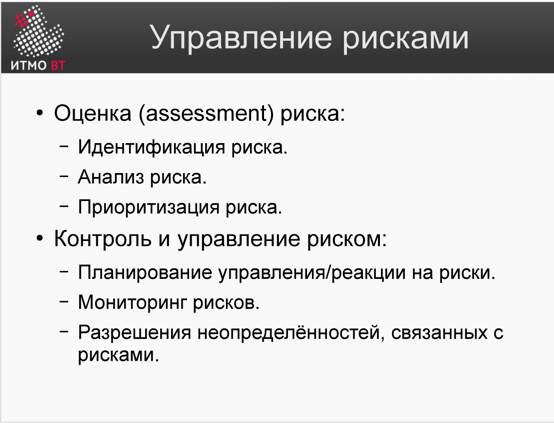 Управление рисками
ИТМО ВТ
• Оценка (assessment) риска:
– Идентификация риска.
– Анализ риска.
– Приоритизация риска.
• Контроль и управление риском:
– Планирование управления/реакции на риски.
– Мониторинг рисков.
– Разрешения неопределённостей, связанных с
рисками.